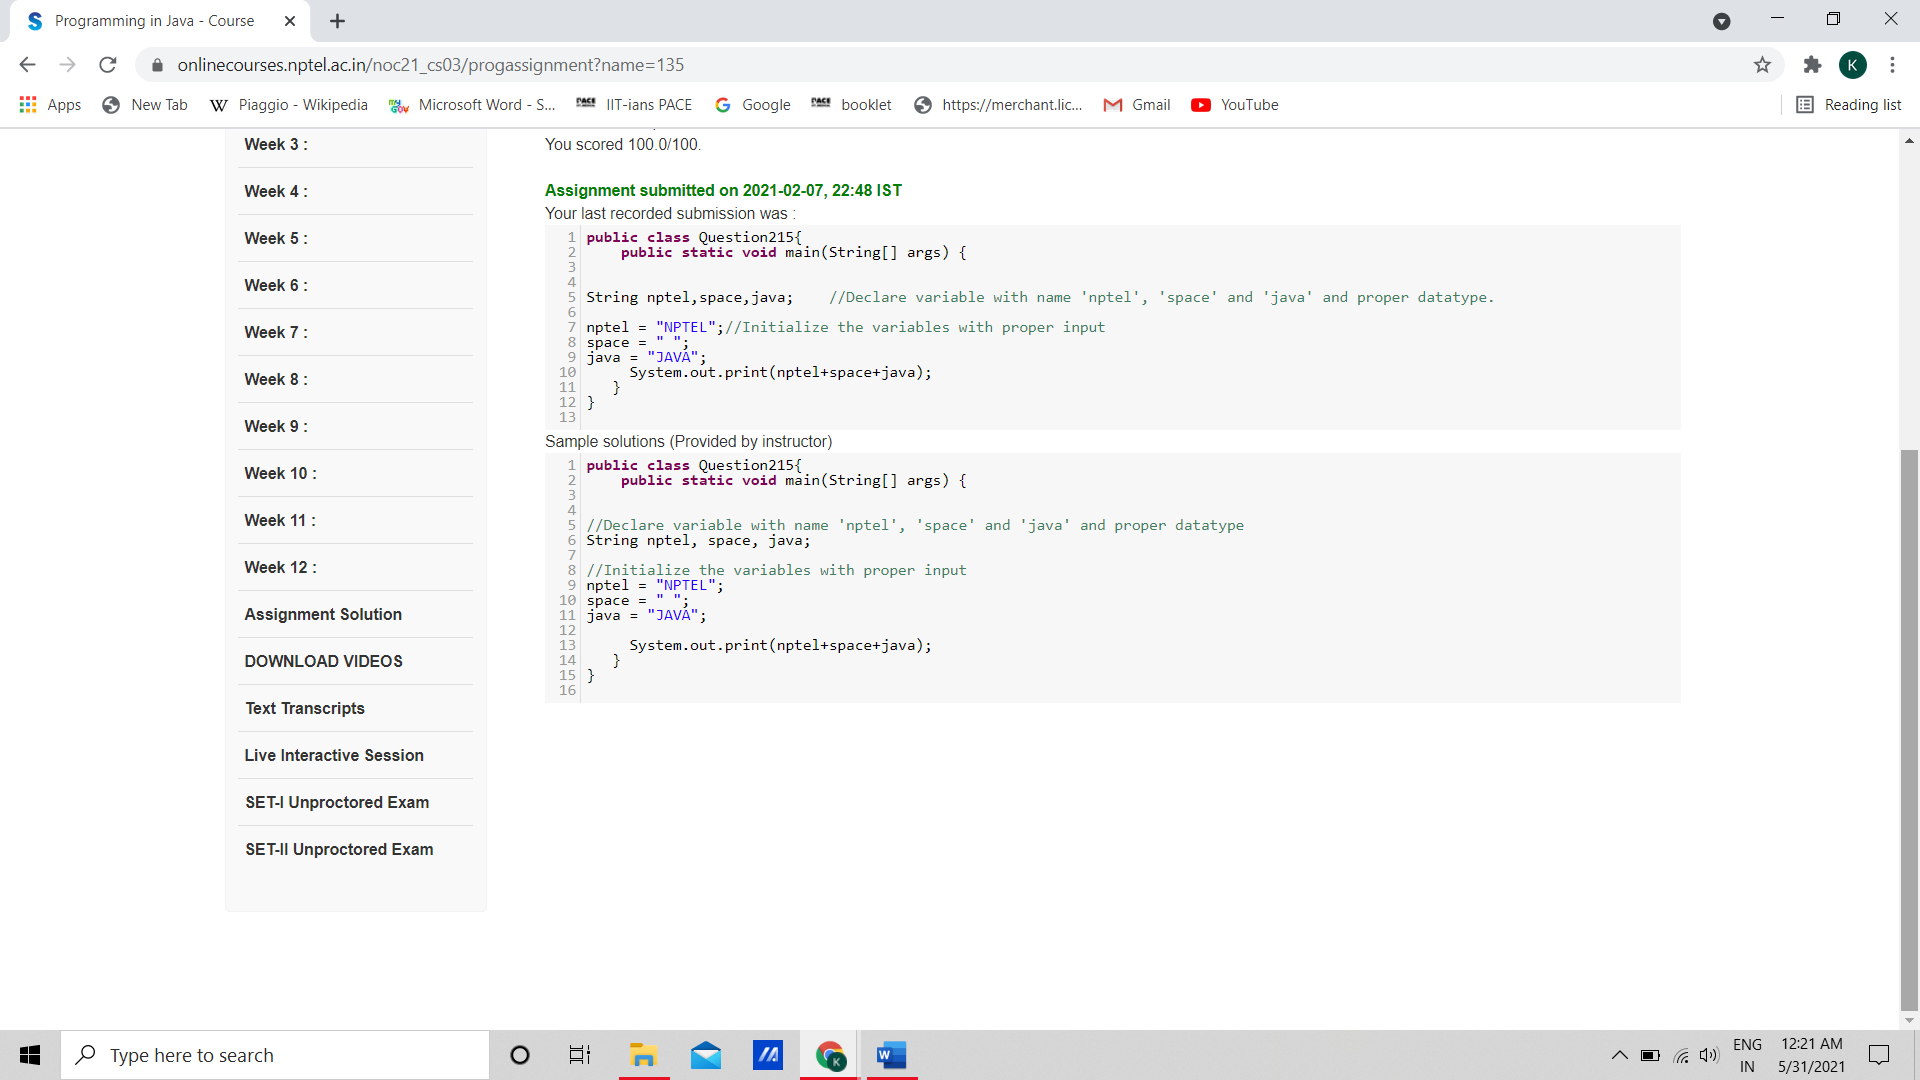 Programming in Java - Course
onlinecourses.nptel.ac.in/noc21_cs03/progassignment?name=135
K
Apps
New Tab
W Piaggio - Wikipedia
Microsoft Word - S...
PACE IIT-ians PACE
G Google
PACE booklet
https://merchant.lic...
Gmail
YouTube
Reading list
Week 3 :
Week 4 :
Week 5 :
Week 6 :
Week 7 :
Week 8 :
Week 9 :
Week 10 :
Week 11 :
Week 12 :
Assignment Solution
DOWNLOAD VIDEOS
Text Transcripts
Live Interactive Session
SET-I Unproctored Exam
SET-II Unproctored Exam
You scored 100.0/100.
Assignment submitted on 2021-02-07, 22:48 IST
Your last recorded submission was :
1 public class Question215{
2     public static void main(String[] args) {
3
4
5 String nptel,space,java;    //Declare variable with name 'nptel', 'space' and 'java' and proper datatype.
6
7 nptel = "NPTEL";//Initialize the variables with proper input
8 space = " ";
9 java = "JAVA";
10      System.out.print(nptel+space+java);
11    }
12 }
13
Sample solutions (Provided by instructor)
1 public class Question215{
2     public static void main(String[] args) {
3
4
5 //Declare variable with name 'nptel', 'space' and 'java' and proper datatype
6 String nptel, space, java;
7
8 //Initialize the variables with proper input
9 nptel = "NPTEL";
10 space = " ";
11 java = "JAVA";
12
13      System.out.print(nptel+space+java);
14    }
15 }
16
Type here to search
K
W
ENG
IN
12:21 AM
5/31/2021